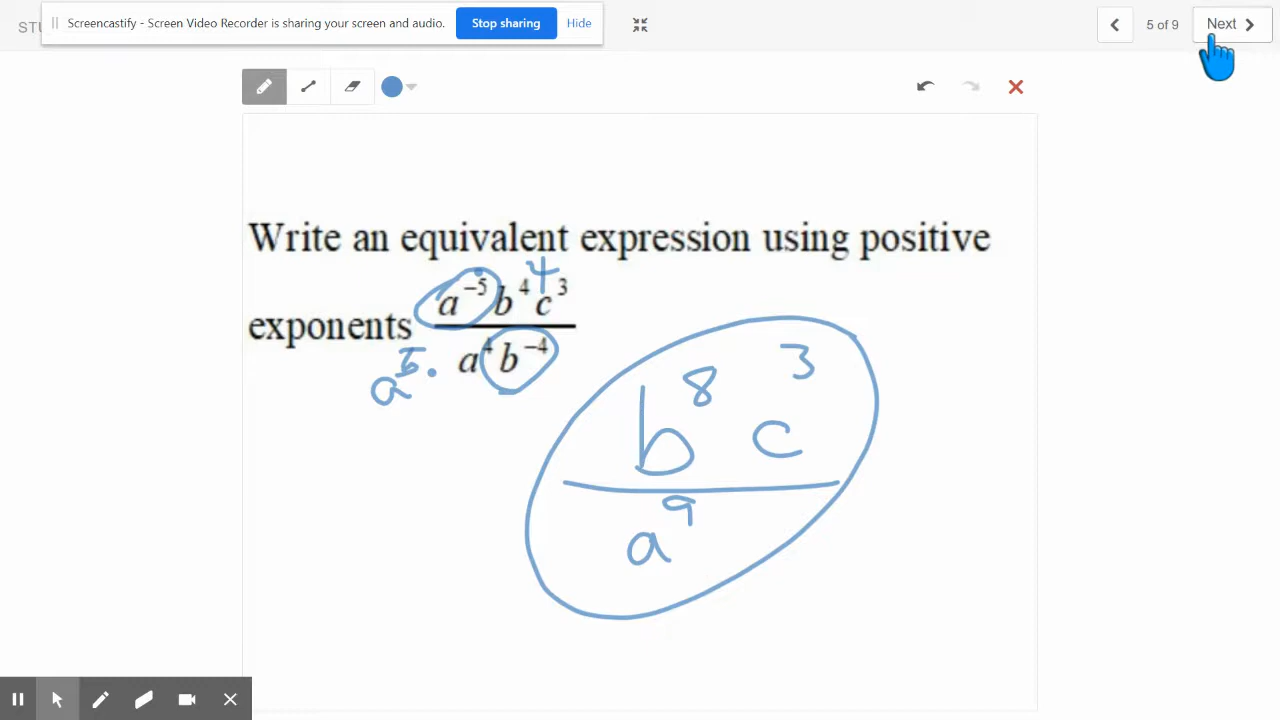 STU
Screencastify - Screen Video Recorder is sharing your screen and audio. Stop sharing Hide
5 of 9 Next
Write an equivalent expression using positive
4
exponents a⁻⁵b⁴c³
a⁴b⁻⁴
a⁵·
b⁸ c³
a⁹